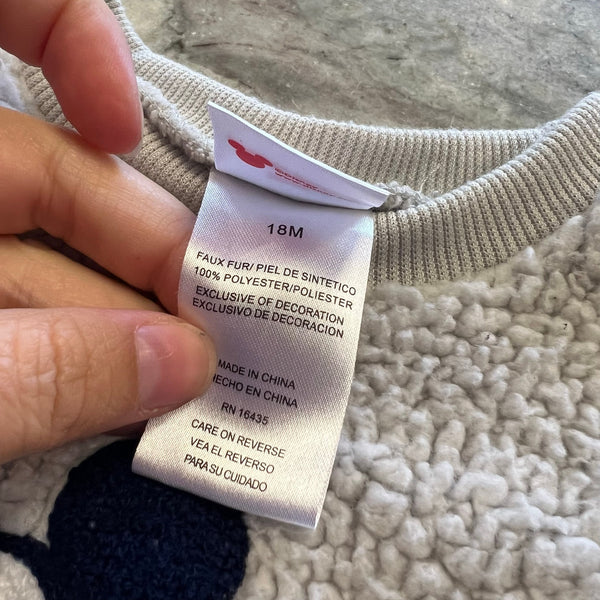 18M
FAUX FUR/ PIEL DE SINTETICO
100% POLYESTER/POLIESTER
EXCLUSIVE OF DECORATION
EXCLUSIVO DE DECORACION
MADE IN CHINA
HECHO EN CHINA
RN 16435
CARE ON REVERSE
VEA EL REVERSO
PARA SU CUIDADO